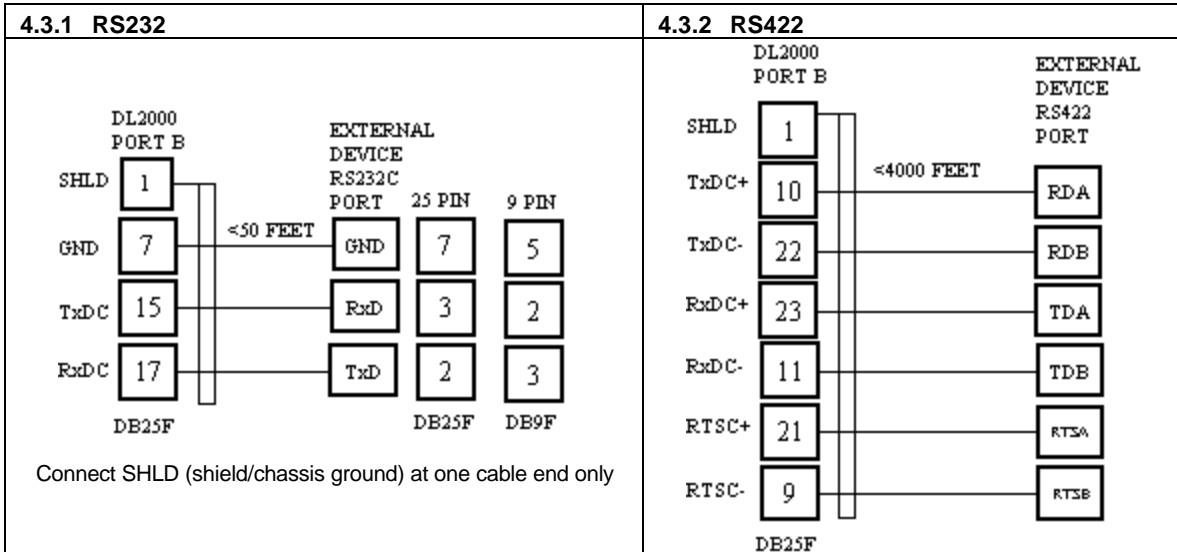 4.3.1 RS232
DL2000
PORT B
EXTERNAL
DEVICE
RS232C
PORT
25 PIN
9 PIN
SHLD 1
GND 7 <50 FEET GND 7 5
TxDC 15 RxD 3 2
RxDC 17 TxD 2 3
DB25F DB25F DB9F
Connect SHLD (shield/chassis ground) at one cable end only
4.3.2 RS422
DL2000
PORT B
EXTERNAL
DEVICE
RS422
PORT
SHLD 1
TxDC+ 10 <4000 FEET RDA
TxDC- 22 RDB
RxDC+ 23 TDA
RxDC- 11 TDB
RTSC+ 21 RTSA
RTSC- 9 RTSB
DB25F